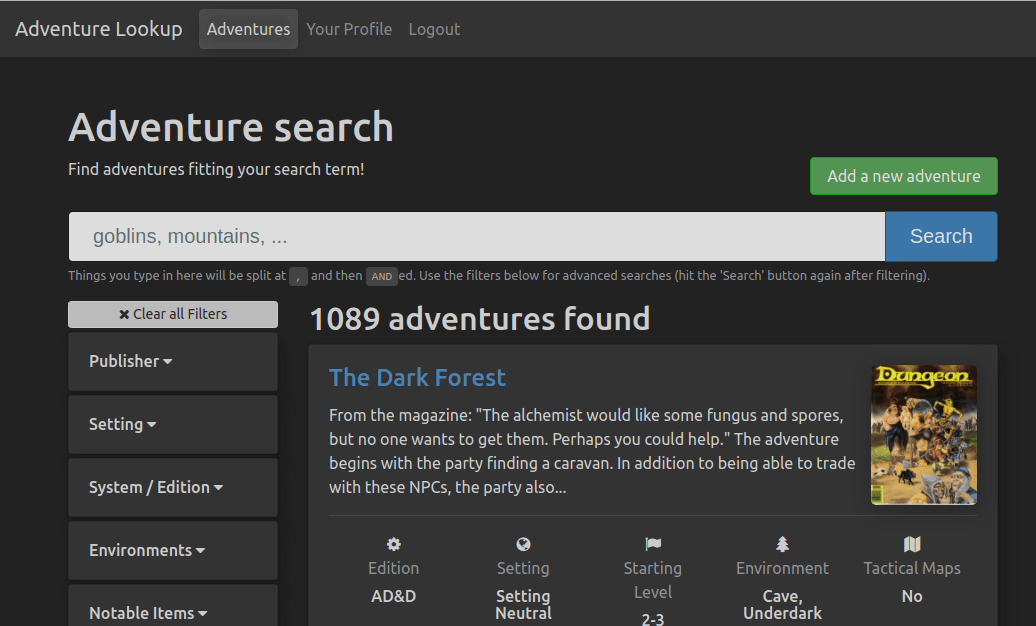 Adventure Lookup Adventures Your Profile Logout
Adventure search
Find adventures fitting your search term!
Add a new adventure
goblins, mountains, ...
Search
Things you type in here will be split at , and then AND ed. Use the filters below for advanced searches (hit the 'Search' button again after filtering).
✖ Clear all Filters
Publisher
Setting
System / Edition
Environments
Notable Items
1089 adventures found
The Dark Forest
From the magazine: "The alchemist would like some fungus and spores,
but no one wants to get them. Perhaps you could help." The adventure
begins with the party finding a caravan. In addition to being able to trade
with these NPCs, the party also...
Dungeon
Edition
AD&D
Setting
Setting
Neutral
Starting
Level
2-3
Environment
Cave,
Underdark
Tactical Maps
No